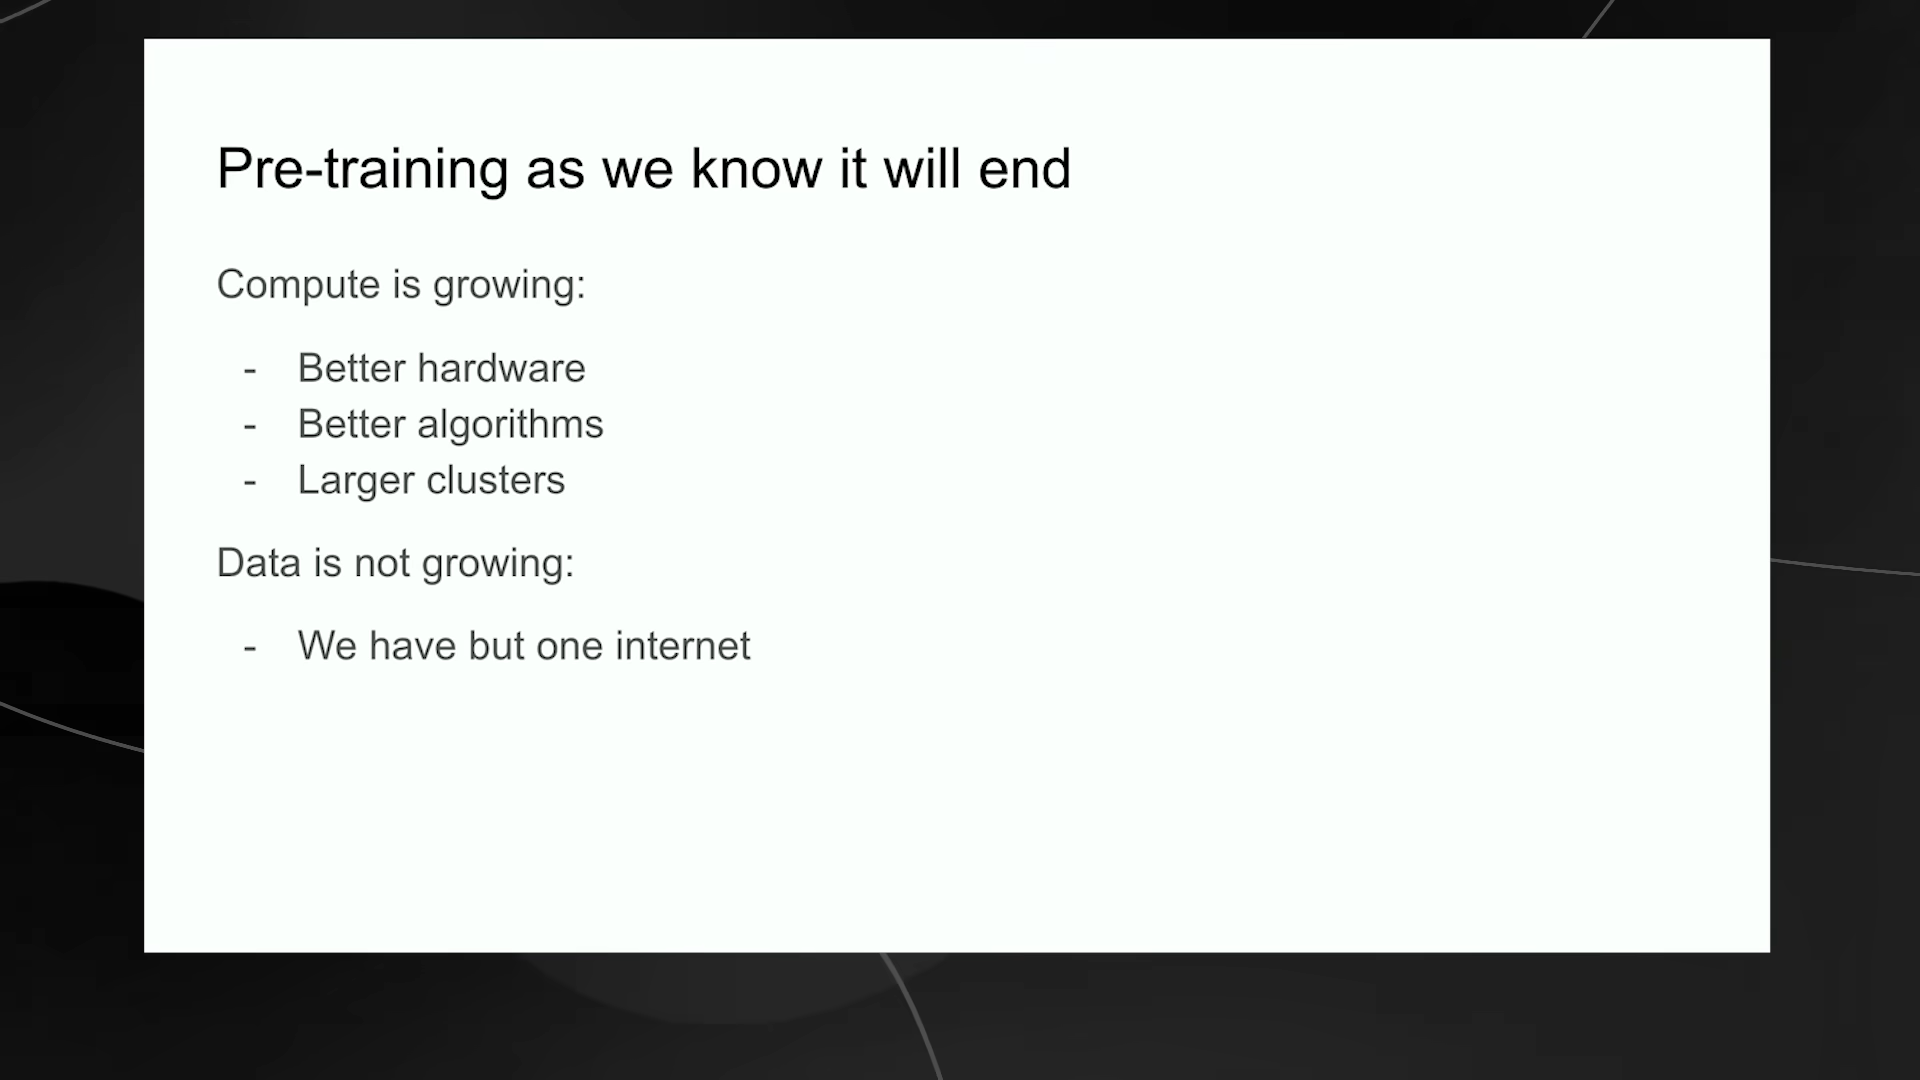 Pre-training as we know it will end
Compute is growing:
- Better hardware
- Better algorithms
- Larger clusters
Data is not growing:
- We have but one internet